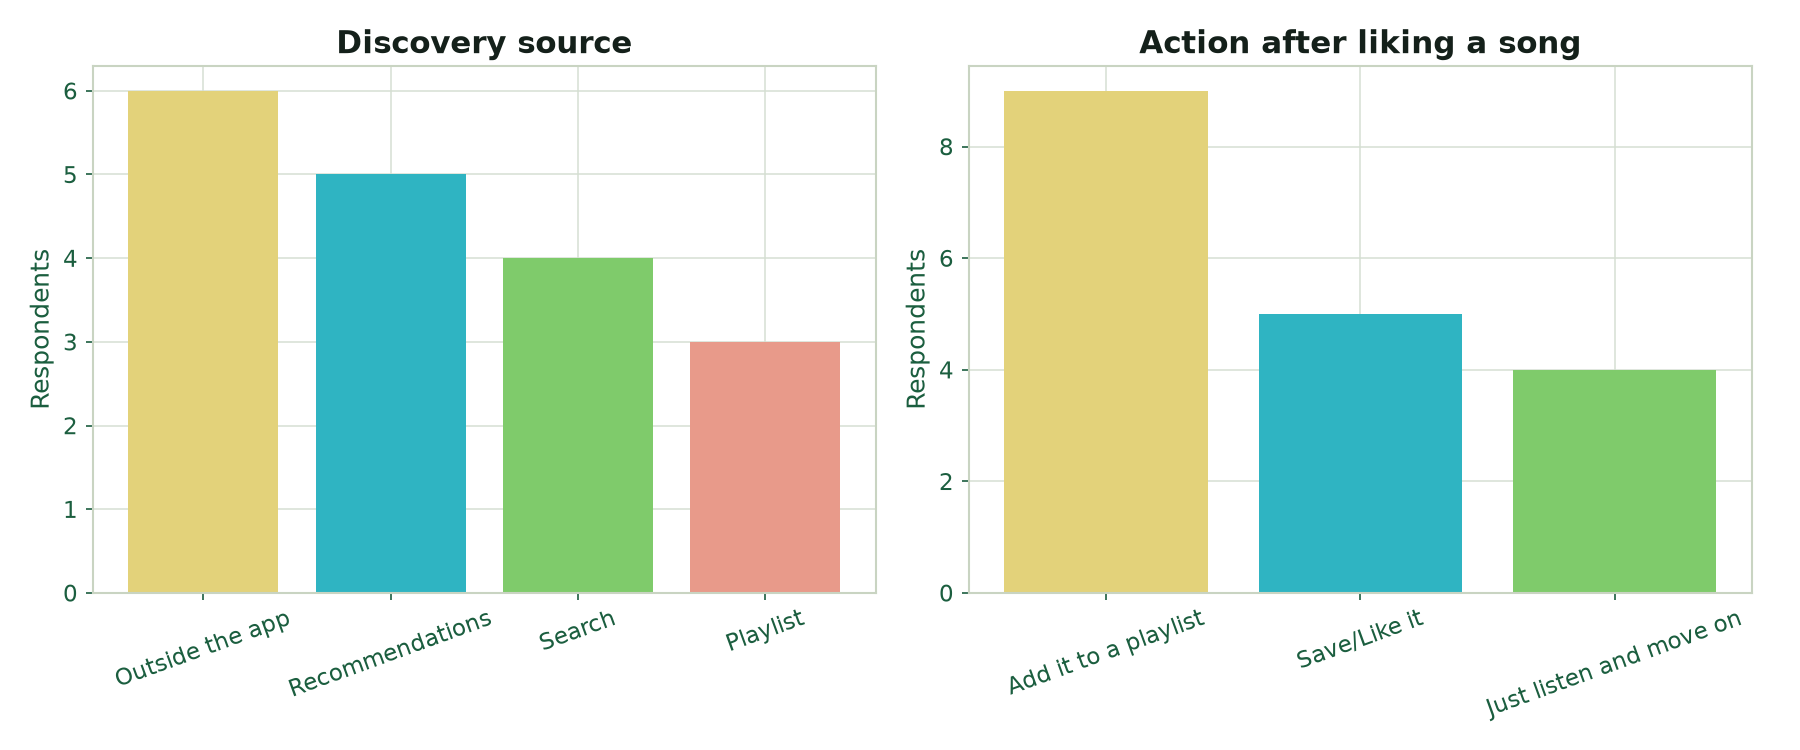 Discovery source
Respondents
6
5
4
3
2
1
0
Outside the app
Recommendations
Search
Playlist
Action after liking a song
Respondents
8
6
4
2
0
Add it to a playlist
Save/Like it
Just listen and move on